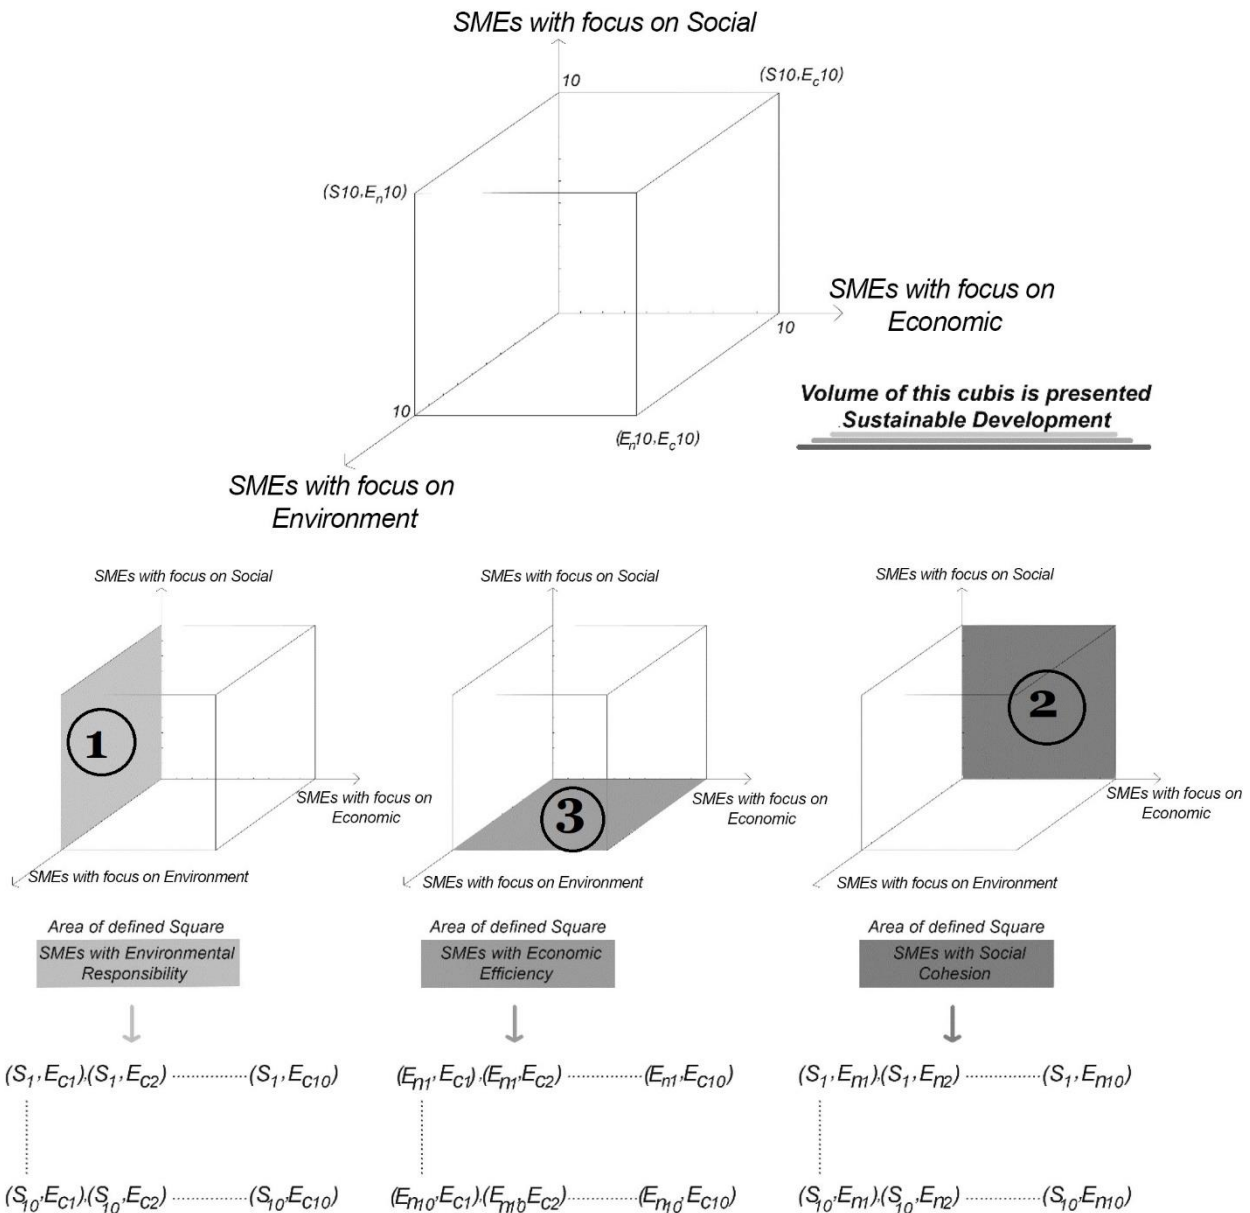 SMEs with focus on Social
10
(S10,Ec10)
(S10,En10)
SMEs with focus on
Economic
10
Volume of this cubis is presented
.Sustainable Development
10
(En10,Ec10)
SMEs with focus on
Environment
SMEs with focus on Social
1
SMEs with focus on
Economic
SMEs with focus on Environment
Area of defined Square
SMEs with Environmental
Responsibility
(S1,Ec1),(S1,Ec2) ............... (S1,Ec10)
(S10,Ec1),(S10,Ec2) ............... (S10,Ec10)
SMEs with focus on Social
3
SMEs with focus on
Economic
SMEs with focus on Environment
Area of defined Square
SMEs with Economic
Efficiency
(En1,Ec1),(En1,Ec2) ............... (En1,Ec10)
(En10,Ec1),(En10,Ec2) ............... (En10,Ec10)
SMEs with focus on Social
2
SMEs with focus on
Economic
SMEs with focus on Environment
Area of defined Square
SMEs with Social
Cohesion
(S1,En1),(S1,En2) ............... (S1,En10)
(S10,En1),(S10,En2) ............... (S10,En10)